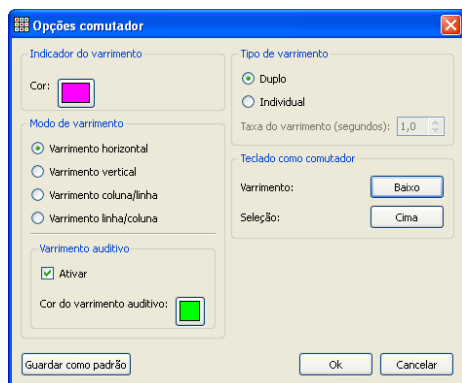 Opções comutador
Indicador do varrimento
Cor:
Modo de varrimento
Varrimento horizontal
Varrimento vertical
Varrimento coluna/linha
Varrimento linha/coluna
Varrimento auditivo
Ativar
Cor do varrimento auditivo:
Tipo de varrimento
Duplo
Individual
Taxa do varrimento (segundos): 1,0
Teclado como comutador
Varrimento: Baixo
Seleção: Cima
Guardar como padrão Ok Cancelar